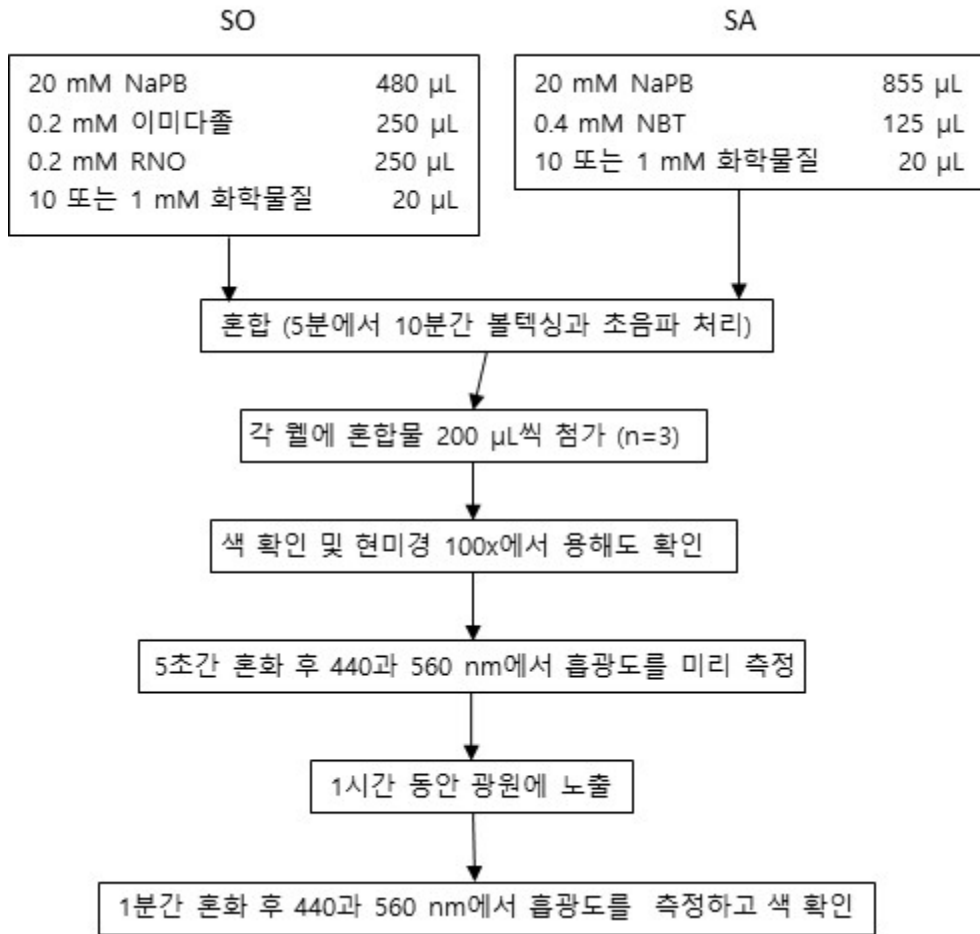 SO
20 mM NaPB 480 μL
0.2 mM 이미다졸 250 μL
0.2 mM RNO 250 μL
10 또는 1 mM 화학물질 20 μL
SA
20 mM NaPB 855 μL
0.4 mM NBT 125 μL
10 또는 1 mM 화학물질 20 μL
혼합 (5분에서 10분간 볼텍싱과 초음파 처리)
각 웰에 혼합물 200 μL씩 첨가 (n=3)
색 확인 및 현미경 100x에서 용해도 확인
5초간 혼화 후 440과 560 nm에서 흡광도를 미리 측정
1시간 동안 광원에 노출
1분간 혼화 후 440과 560 nm에서 흡광도를 측정하고 색 확인